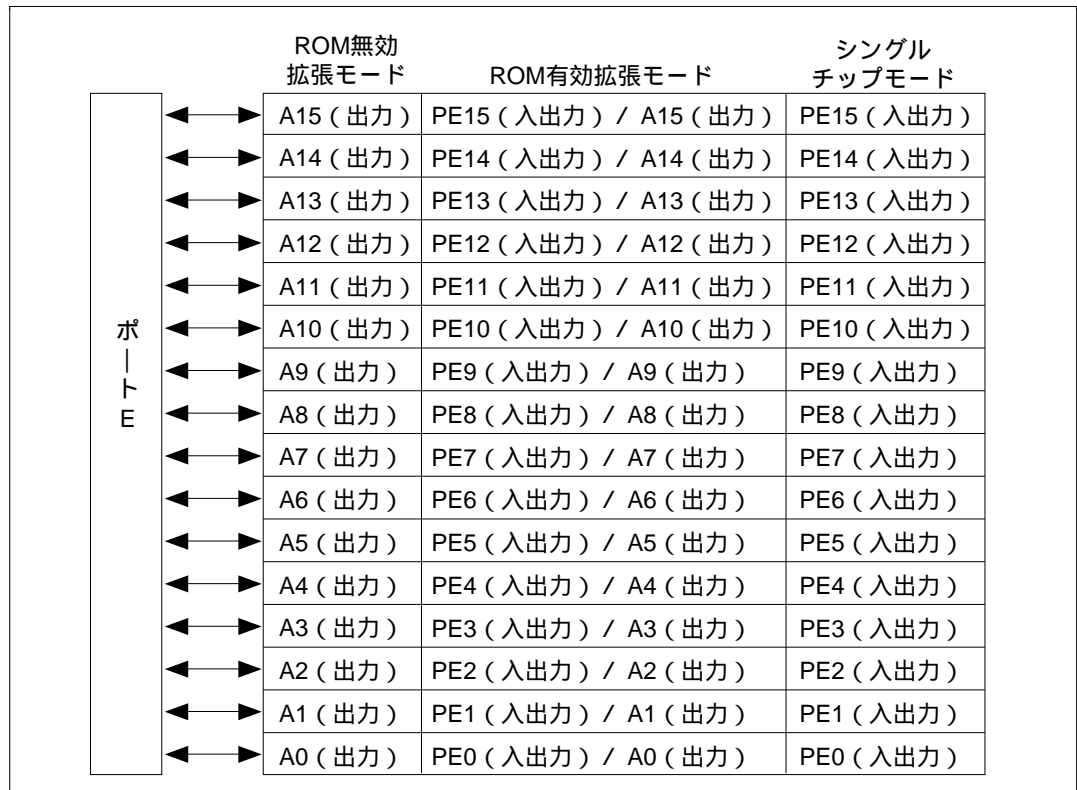 ROM無効
拡張モード
ROM有効拡張モード
シングル
チップモード
ポートE
A15（出力） PE15（入出力）/ A15（出力） PE15（入出力）
A14（出力） PE14（入出力）/ A14（出力） PE14（入出力）
A13（出力） PE13（入出力）/ A13（出力） PE13（入出力）
A12（出力） PE12（入出力）/ A12（出力） PE12（入出力）
A11（出力） PE11（入出力）/ A11（出力） PE11（入出力）
A10（出力） PE10（入出力）/ A10（出力） PE10（入出力）
A9（出力） PE9（入出力）/ A9（出力） PE9（入出力）
A8（出力） PE8（入出力）/ A8（出力） PE8（入出力）
A7（出力） PE7（入出力）/ A7（出力） PE7（入出力）
A6（出力） PE6（入出力）/ A6（出力） PE6（入出力）
A5（出力） PE5（入出力）/ A5（出力） PE5（入出力）
A4（出力） PE4（入出力）/ A4（出力） PE4（入出力）
A3（出力） PE3（入出力）/ A3（出力） PE3（入出力）
A2（出力） PE2（入出力）/ A2（出力） PE2（入出力）
A1（出力） PE1（入出力）/ A1（出力） PE1（入出力）
A0（出力） PE0（入出力）/ A0（出力） PE0（入出力）